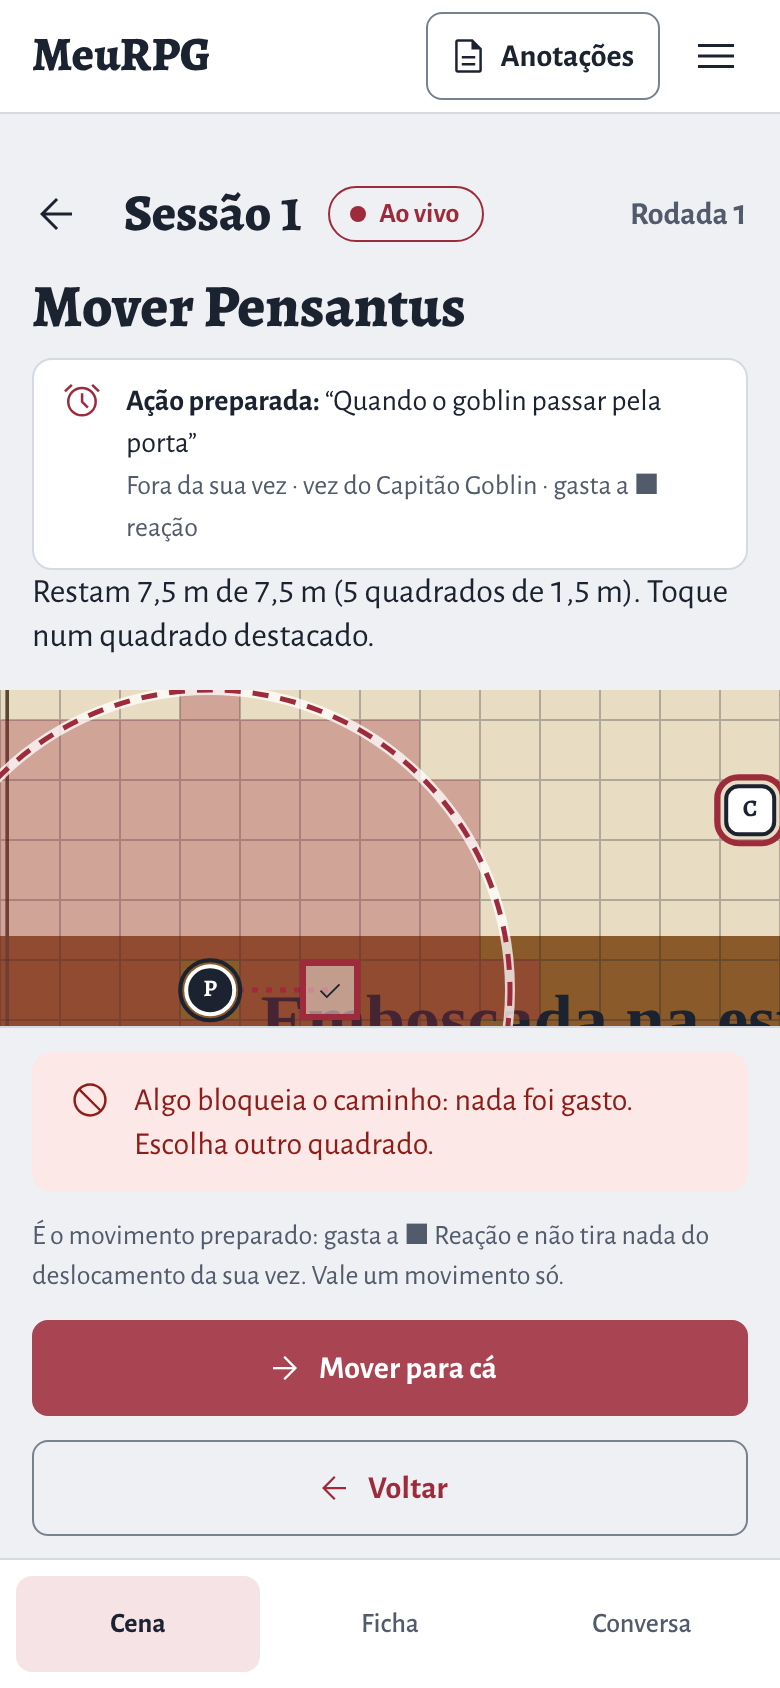 MeuRPG
Anotações
Sessão 1
Ao vivo
Rodada 1
Mover Pensantus
Ação preparada: “Quando o goblin passar pela
porta”
Fora da sua vez · vez do Capitão Goblin · gasta a ■
reação
Restam 7,5 m de 7,5 m (5 quadrados de 1,5 m). Toque
num quadrado destacado.
C
P
Emboscada na
Algo bloqueia o caminho: nada foi gasto.
Escolha outro quadrado.
É o movimento preparado: gasta a ■ Reação e não tira nada do
deslocamento da sua vez. Vale um movimento só.
Mover para cá
Voltar
Cena
Ficha
Conversa